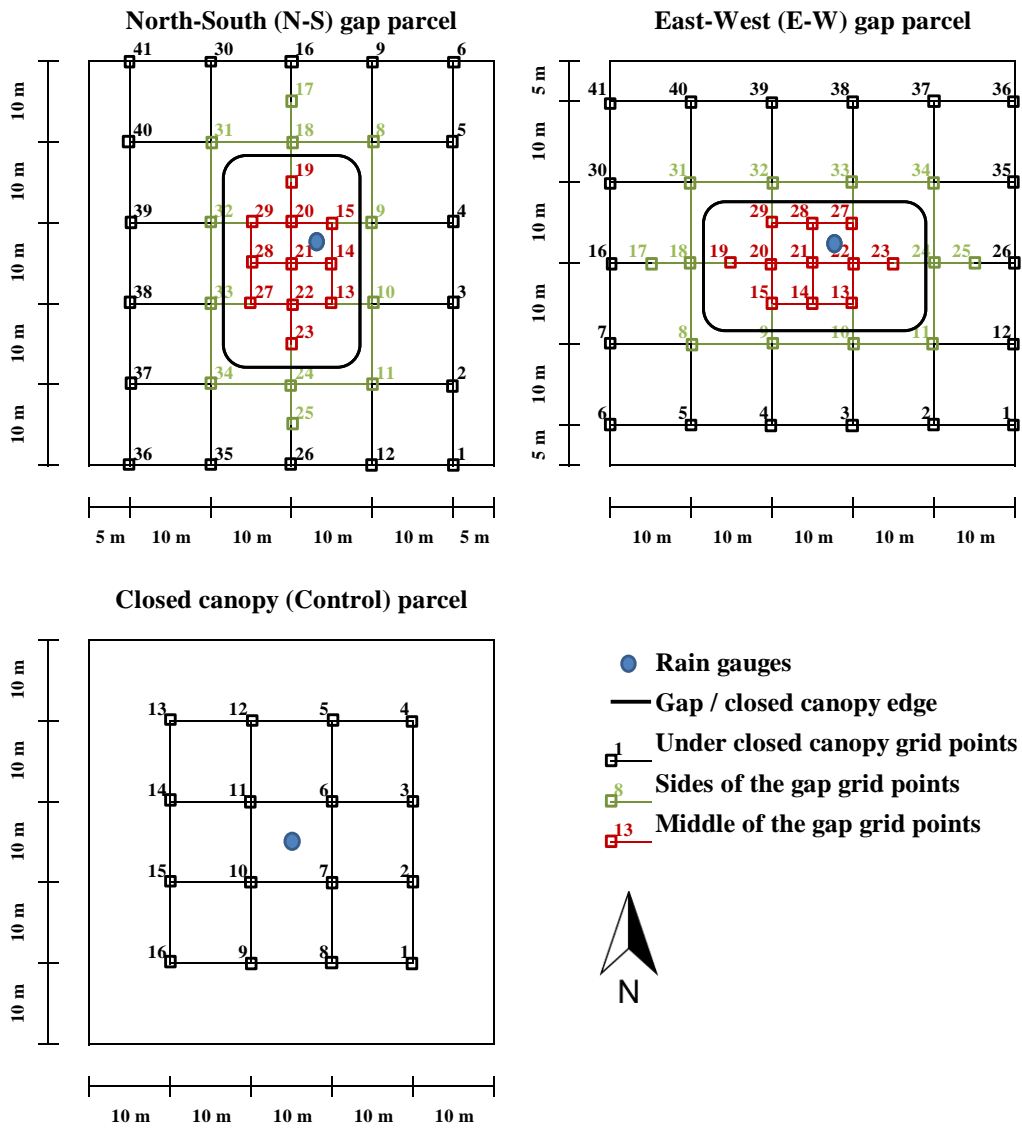 North-South (N-S) gap parcel
41 30 16 9 6
17
40 31 18 8 5
19
39 32 29 20 15 9 4
28 21 14
38 33 27 22 13 10 3
23
37 34 24 11 2
25
36 35 26 12 1
10 m
10 m
10 m
10 m
10 m
5 m 10 m 10 m 10 m 10 m 5 m
East-West (E-W) gap parcel
41 40 39 38 37 36
30 31 32 33 34 35
29 28 27
16 17 18 19 20 21 22 23 24 25 26
15 14 13
7 8 9 10 11 12
6 5 4 3 2 1
5 m
10 m
10 m
10 m
10 m
5 m
10 m 10 m 10 m 10 m 10 m
Closed canopy (Control) parcel
13 12 5 4
14 11 6 3
15 10 7 2
16 9 8 1
10 m
10 m
10 m
10 m
10 m
10 m 10 m 10 m 10 m 10 m
Rain gauges
Gap / closed canopy edge
1 Under closed canopy grid points
8 Sides of the gap grid points
13 Middle of the gap grid points
N